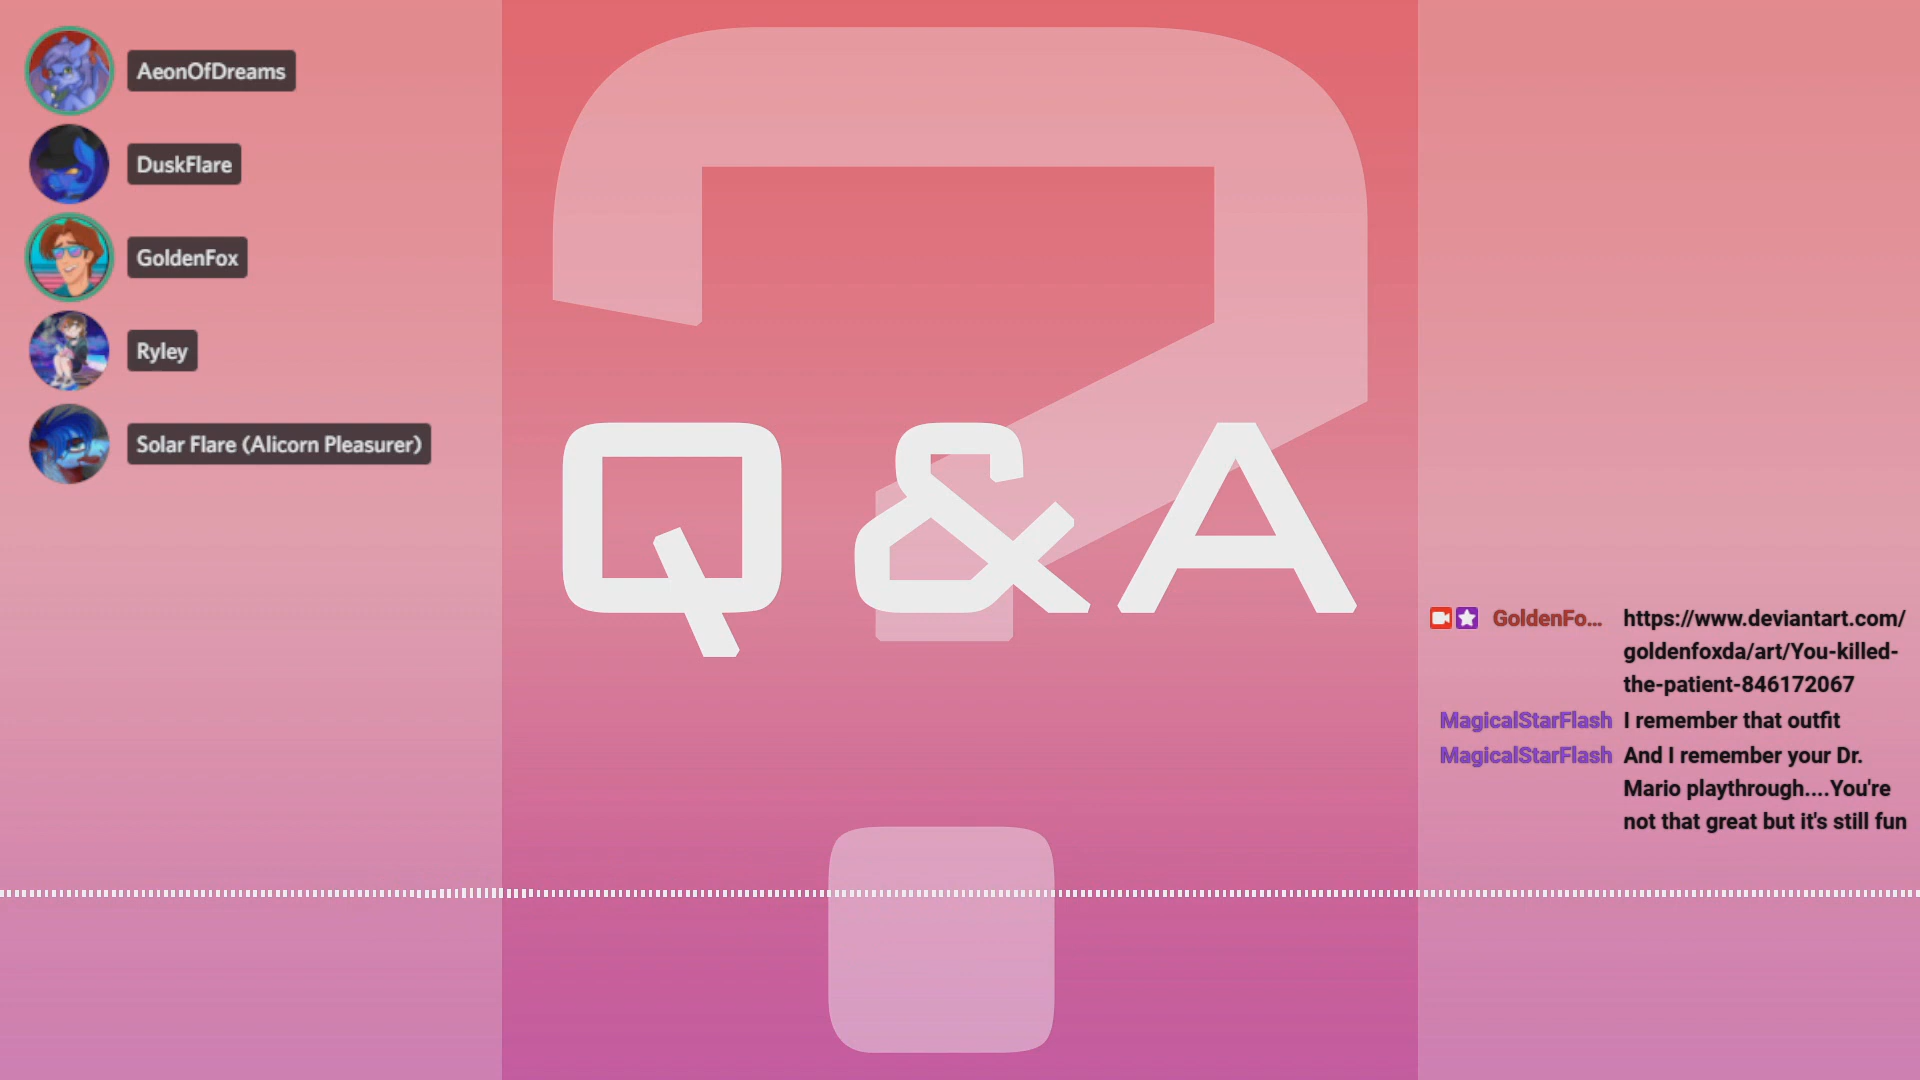 AeonOfDreams
DuskFlare
GoldenFox
Ryley
Solar Flare (Alicorn Pleasurer)
?
Q & A
GoldenFo... https://www.deviantart.com/
goldenfoxda/art/You-killed-
the-patient-846172067
MagicalStarFlash I remember that outfit
MagicalStarFlash And I remember your Dr.
Mario playthrough....You're
not that great but it's still fun